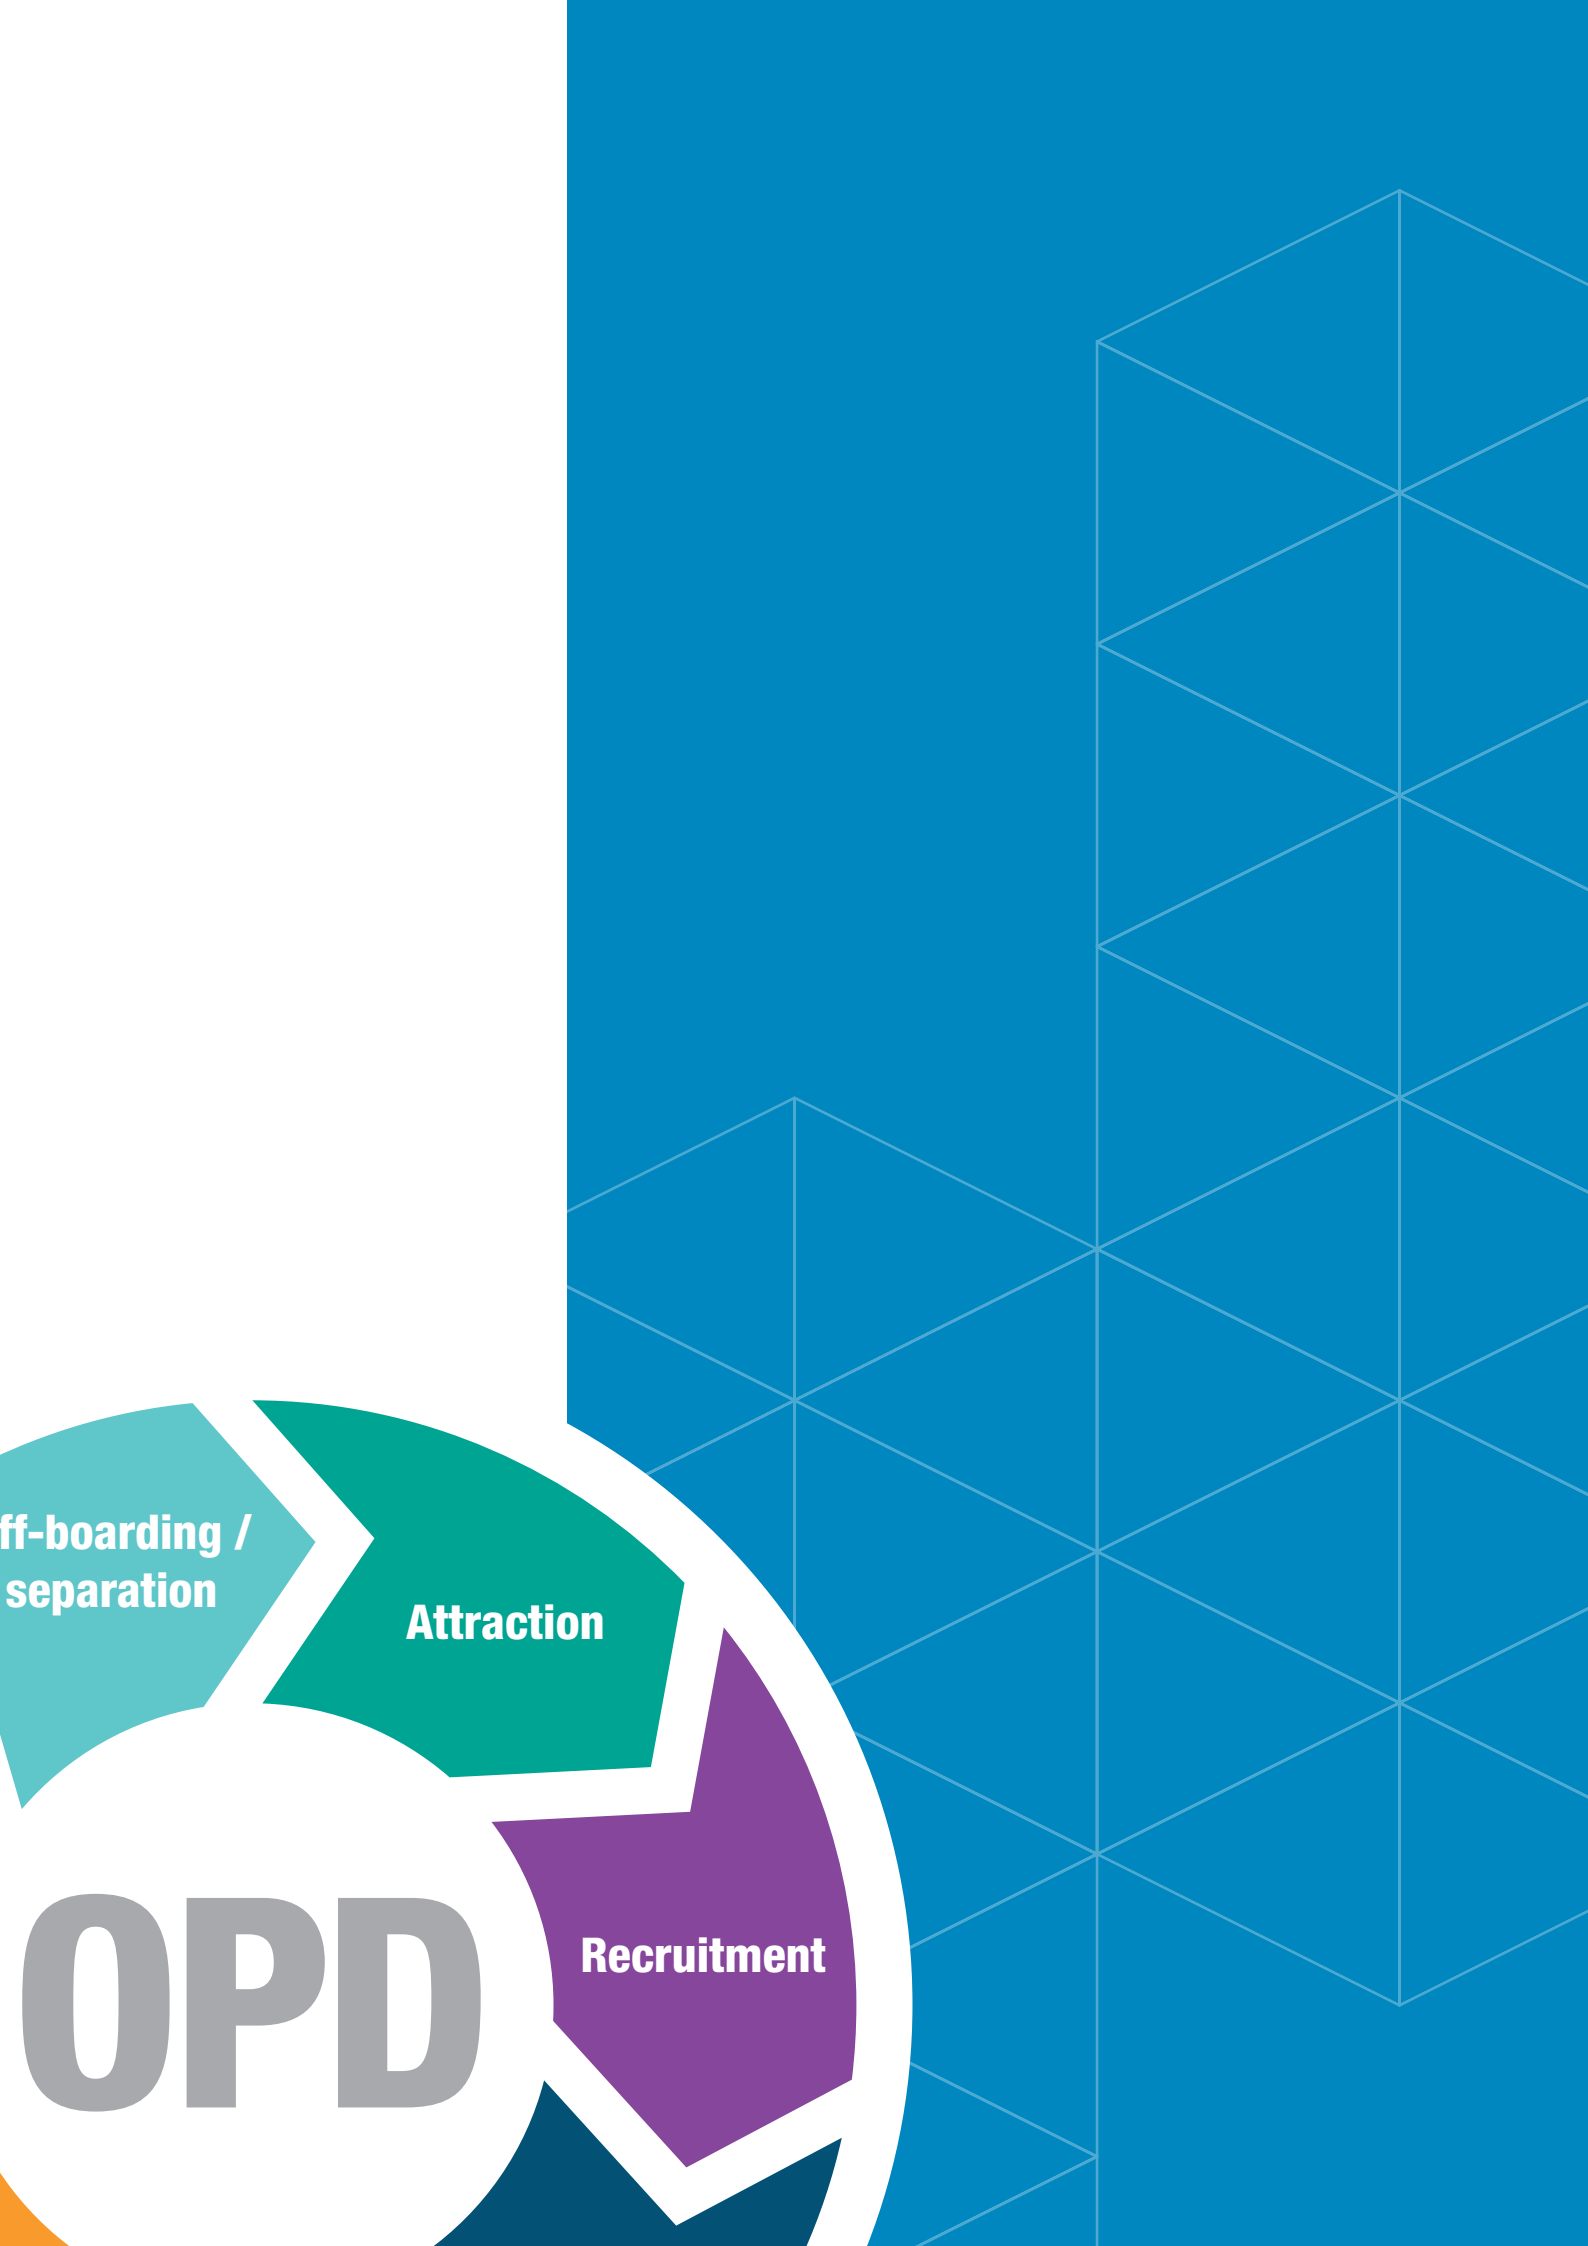 ff-boarding /
separation
Attraction
Recruitment
OPD